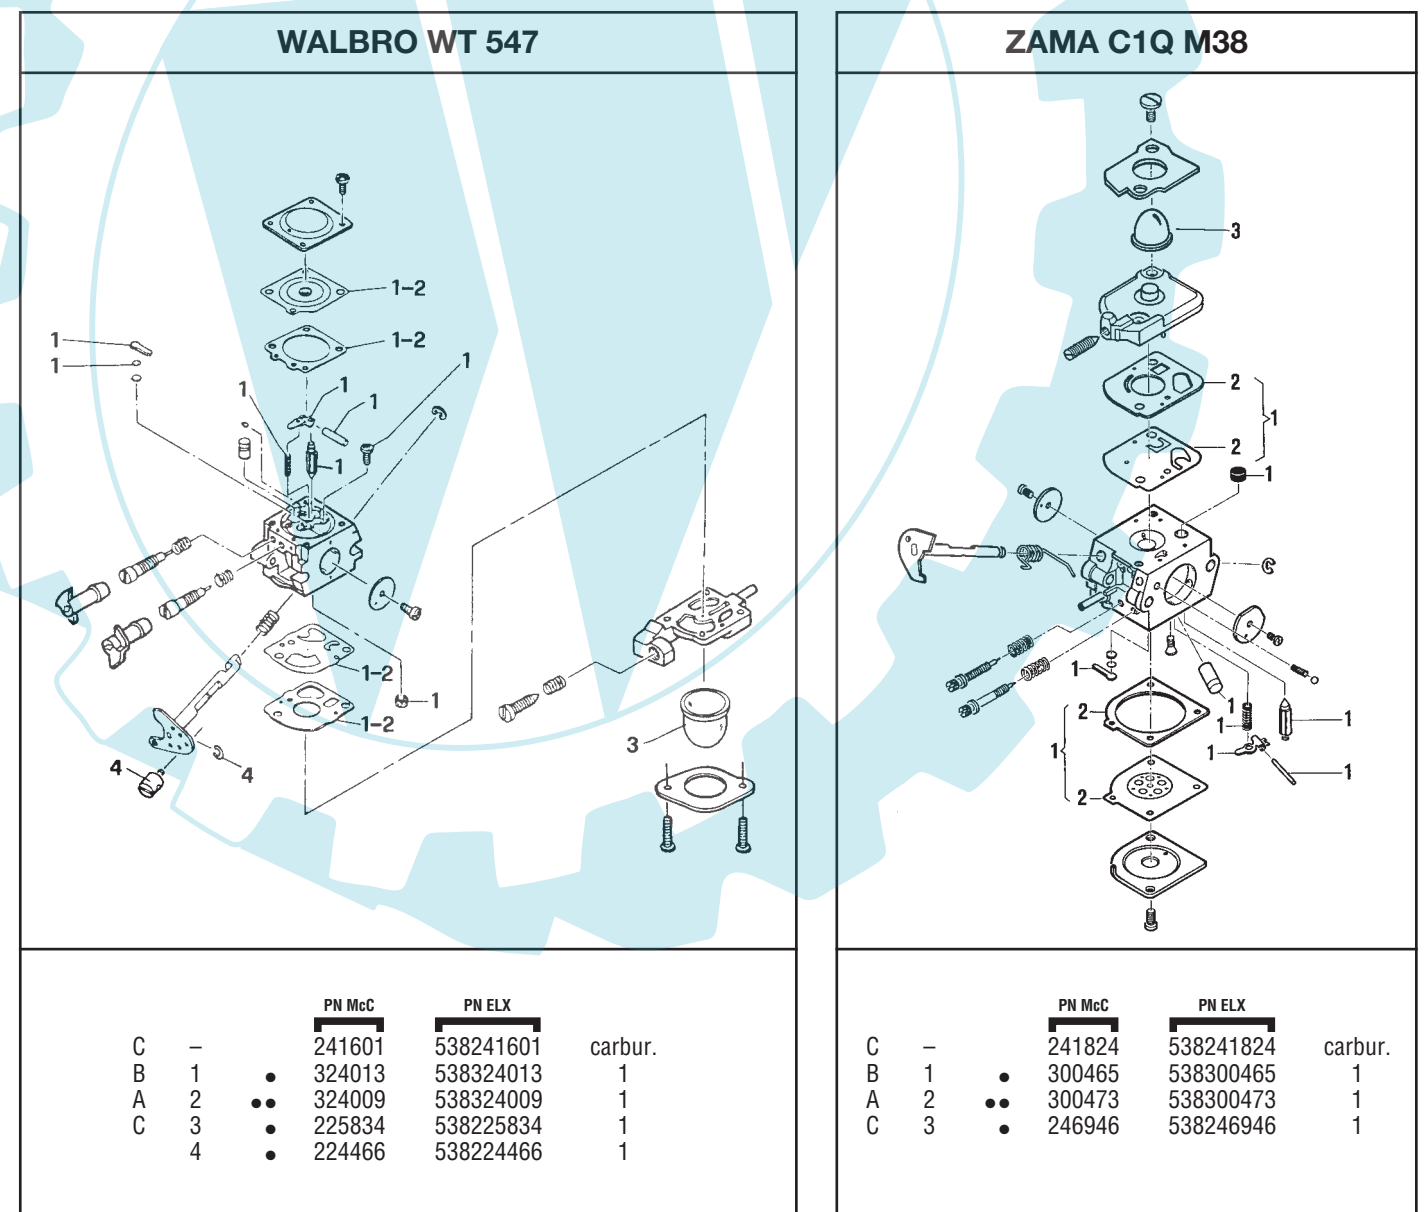 WALBRO WT 547
1-2
1-2
1
1
1
1
1
1
1
1-2
1
1-2
3
4
4
PN McC PN ELX
C – 241601 538241601 carbur.
B 1 • 324013 538324013 1
A 2 •• 324009 538324009 1
C 3 • 225834 538225834 1
4 • 224466 538224466 1
ZAMA C1Q M38
3
2
1
2
1
1
1
2
1
1
1
1
1
2
PN McC PN ELX
C – 241824 538241824 carbur.
B 1 • 300465 538300465 1
A 2 •• 300473 538300473 1
C 3 • 246946 538246946 1